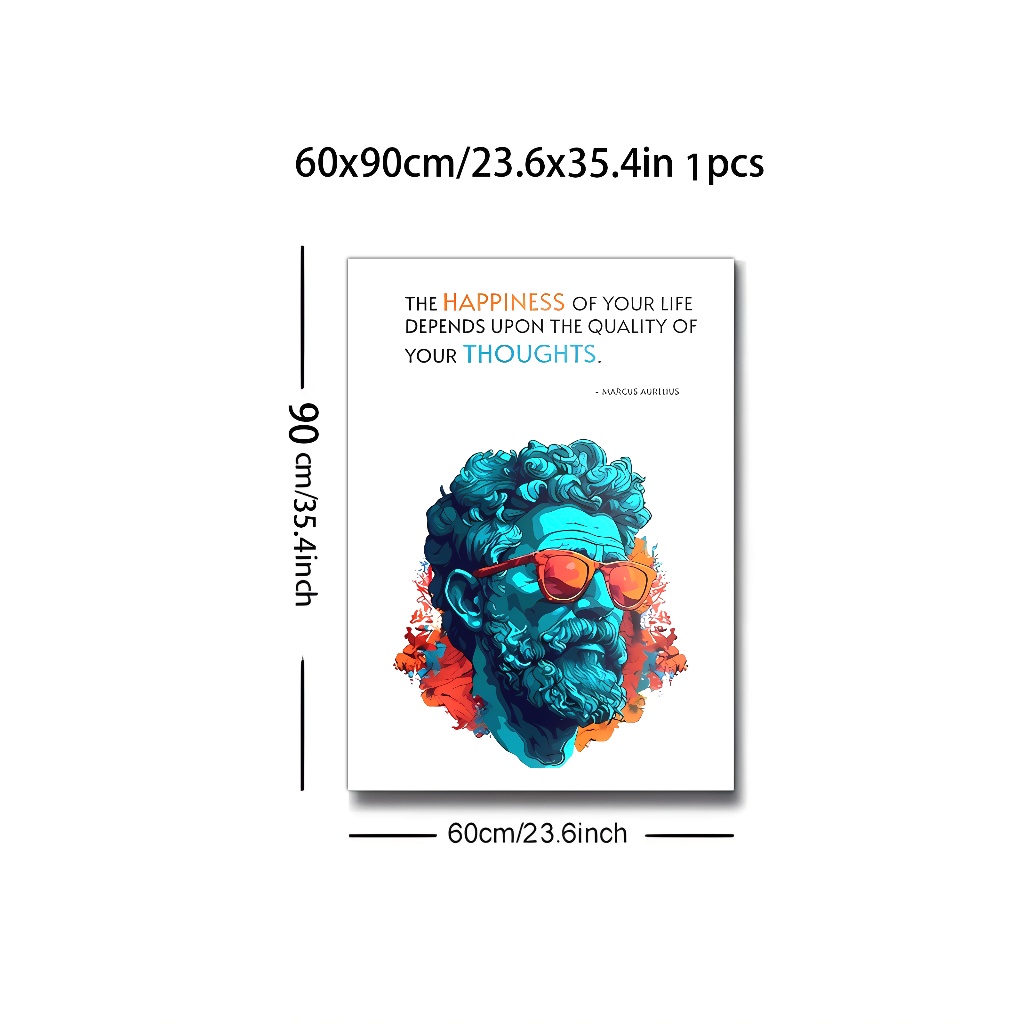 60x90cm/23.6x35.4in 1pcs
THE HAPPINESS OF YOUR LIFE
DEPENDS UPON THE QUALITY OF
YOUR THOUGHTS.
- MARCUS AURELIUS
90 cm/35.4inch
60cm/23.6inch